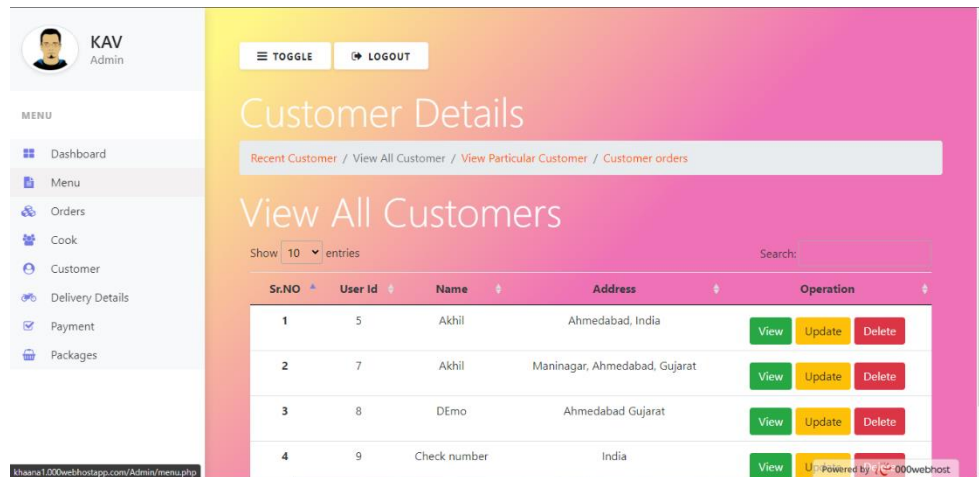 KAV
Admin
MENU
Dashboard
Menu
Orders
Cook
Customer
Delivery Details
Payment
Packages
khaana1.000webhostapp.com/Admin/menu.php
TOGGLE LOGOUT
Customer Details
Recent Customer / View All Customer / View Particular Customer / Customer orders
View All Customers
Show 10 entries Search:
Sr.NO User Id Name Address Operation
1 5 Akhil Ahmedabad, India View Update Delete
2 7 Akhil Maninagar, Ahmedabad, Gujarat View Update Delete
3 8 DEmo Ahmedabad Gujarat View Update Delete
4 9 Check number India View
Powered by 000webhost